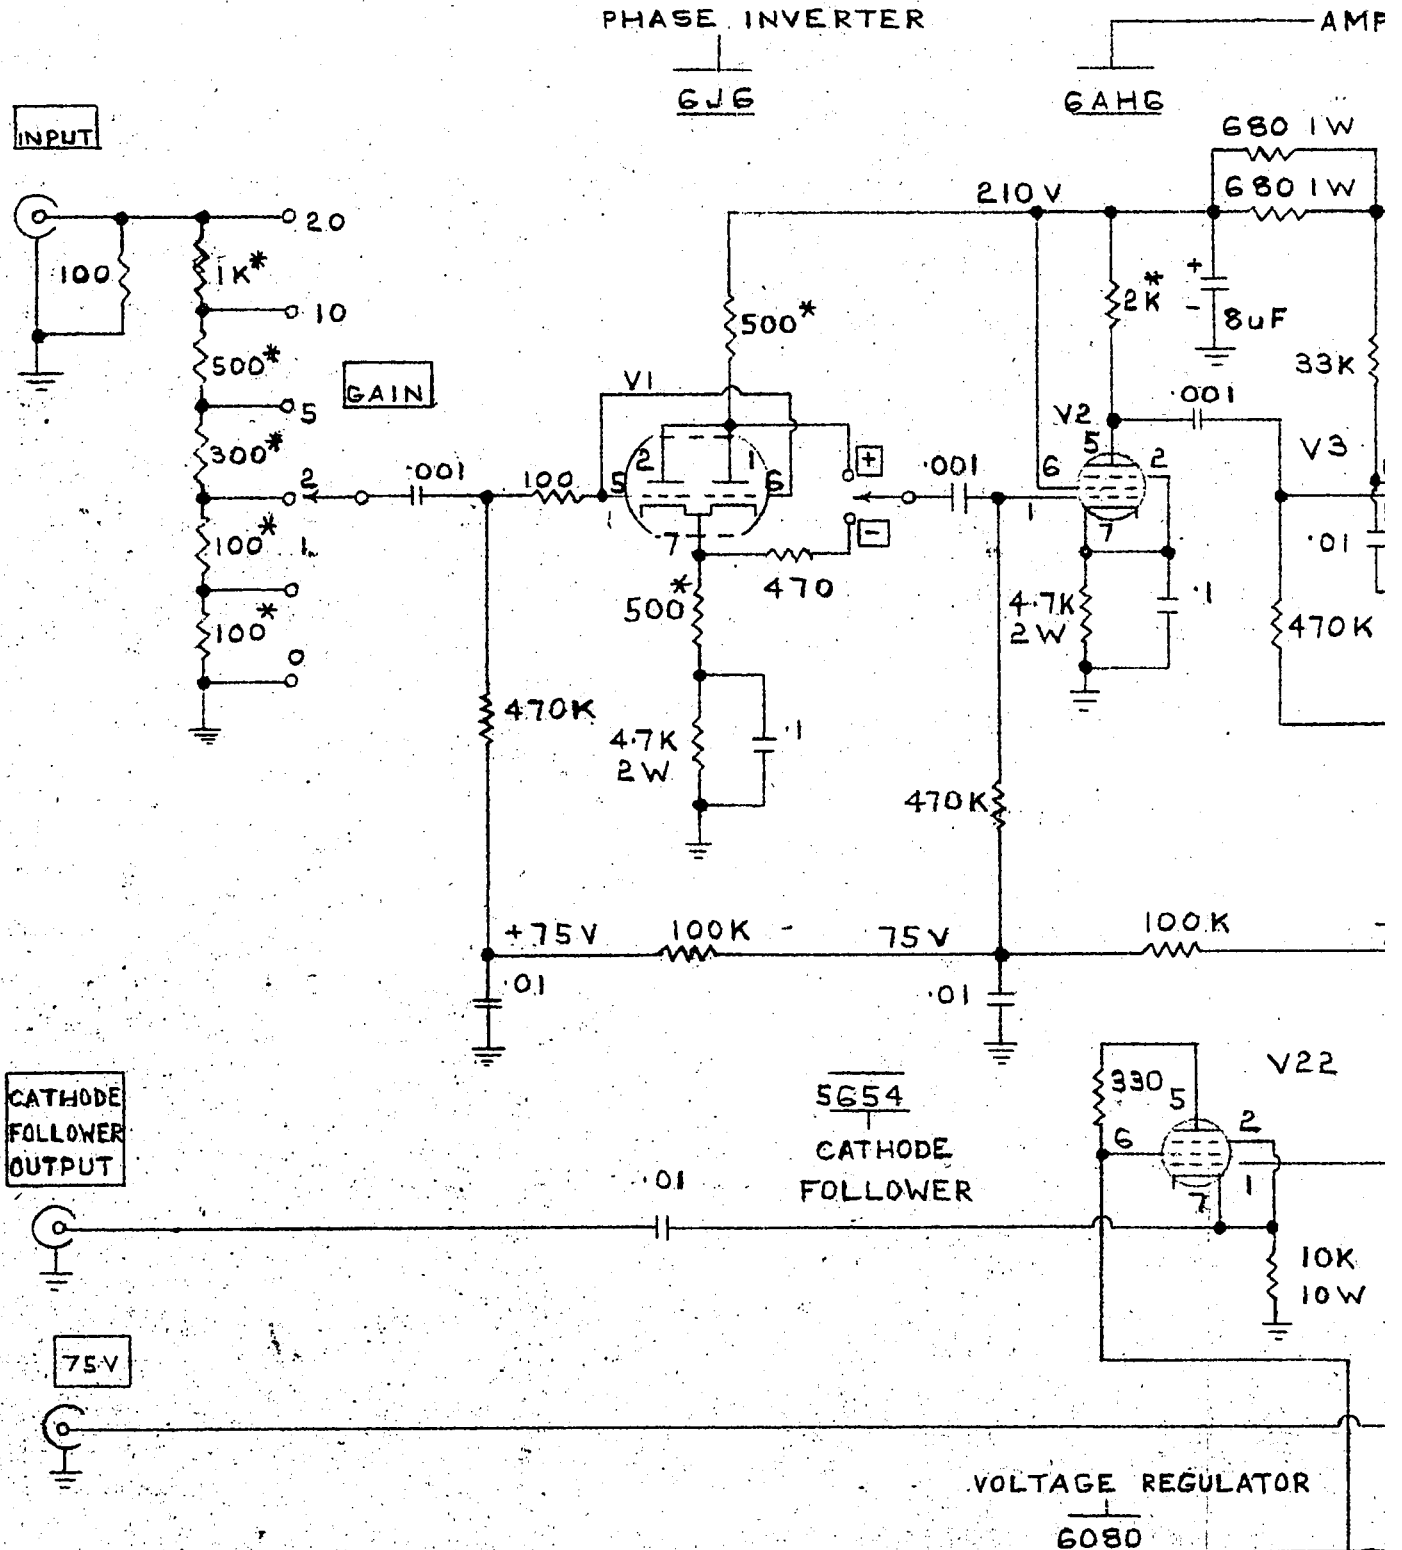 PHASE INVERTER
AMP
6J6
6AH6
INPUT
680 1W
680 1W
210V
20
100
1K*
10
500*
2K*
+
-
8uF
500*
33K
GAIN
V1
5
.001
300*
V2
5
V3
2
1
+
6
2
2
.001
100
5
6
.001
1
7
100*
1
7
-
.01
470
500*
4.7K
2W
.1
470K
100*
0
470K
4.7K
2W
.1
470K
+75V
100K
-
75V
100K
.01
.01
CATHODE
FOLLOWER
OUTPUT
5654
CATHODE
FOLLOWER
330
5
V22
2
6
1
7
.01
10K
10W
75V
VOLTAGE REGULATOR
6080